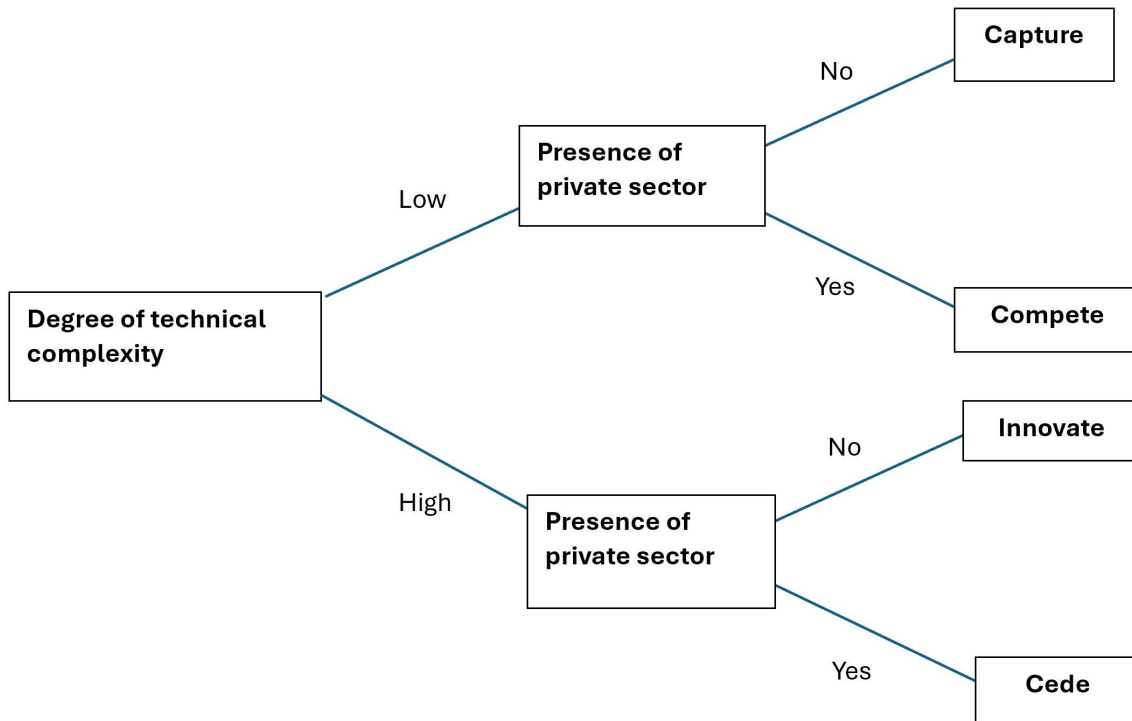 Capture
No
Presence of
private sector
Low
Yes
Compete
Degree of technical
complexity
Innovate
No
High
Presence of
private sector
Yes
Cede